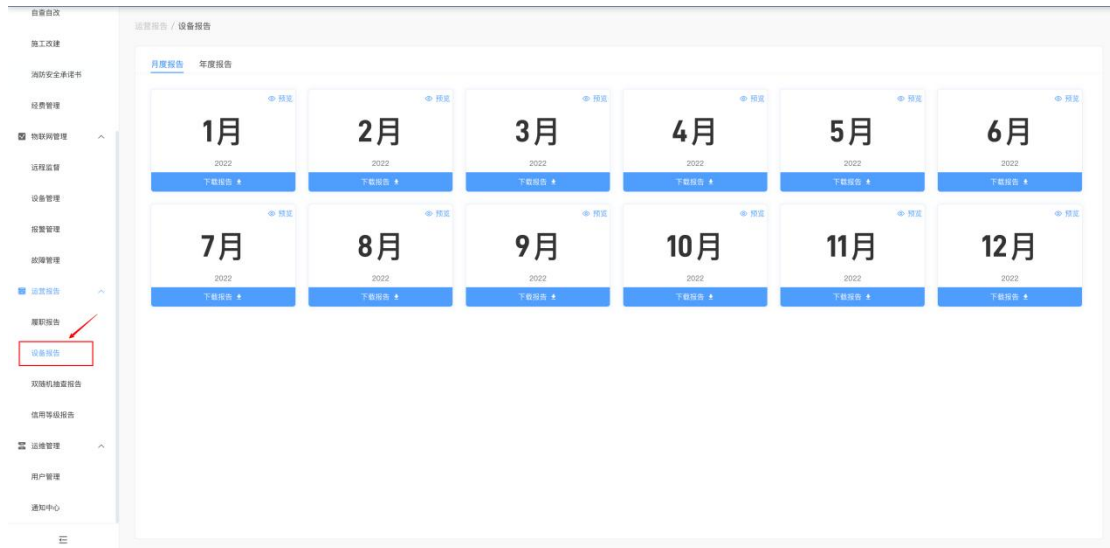 自查自改
施工改建
消防安全承诺书
经费管理
物联网管理
远程监督
设备管理
报警管理
故障管理
运营报告
履职报告
设备报告
双随机抽查报告
信用等级报告
运维管理
用户管理
通知中心
运营报告 / 设备报告
月度报告 年度报告
预览 预览 预览 预览 预览 预览
1月 2月 3月 4月 5月 6月
2022 2022 2022 2022 2022 2022
下载报告 下载报告 下载报告 下载报告 下载报告 下载报告
预览 预览 预览 预览 预览 预览
7月 8月 9月 10月 11月 12月
2022 2022 2022 2022 2022 2022
下载报告 下载报告 下载报告 下载报告 下载报告 下载报告